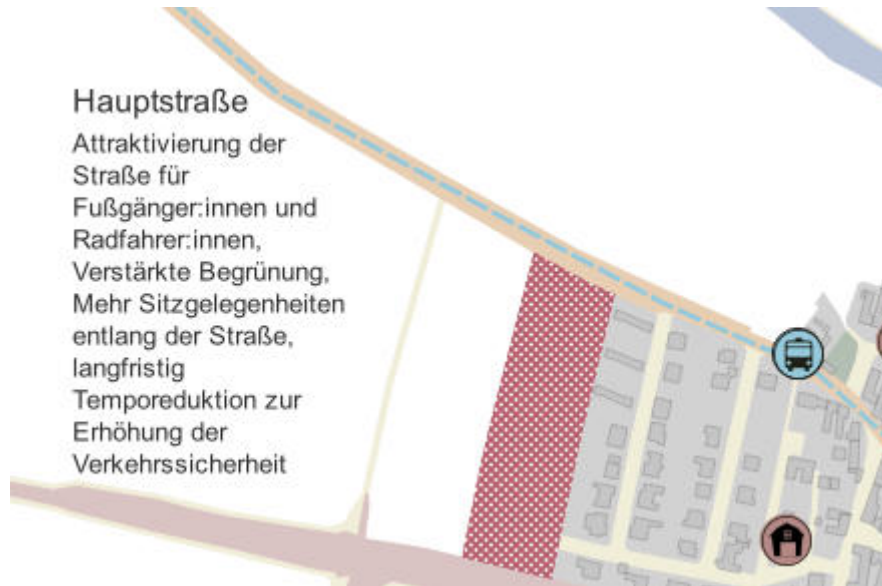 Hauptstraße
Attraktivierung der
Straße für
Fußgänger:innen und
Radfahrer:innen,
Verstärkte Begrünung,
Mehr Sitzgelegenheiten
entlang der Straße,
langfristig
Temporeduktion zur
Erhöhung der
Verkehrssicherheit